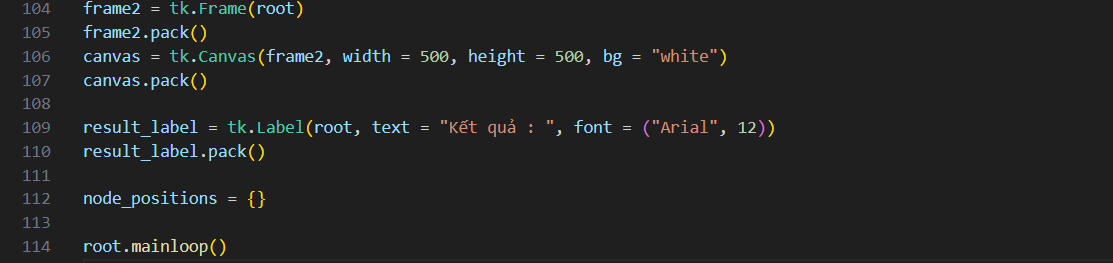 104 frame2 = tk.Frame(root)
105 frame2.pack()
106 canvas = tk.Canvas(frame2, width = 500, height = 500, bg = "white")
107 canvas.pack()
108
109 result_label = tk.Label(root, text = "Kết quả : ", font = ("Arial", 12))
110 result_label.pack()
111
112 node_positions = {}
113
114 root.mainloop()